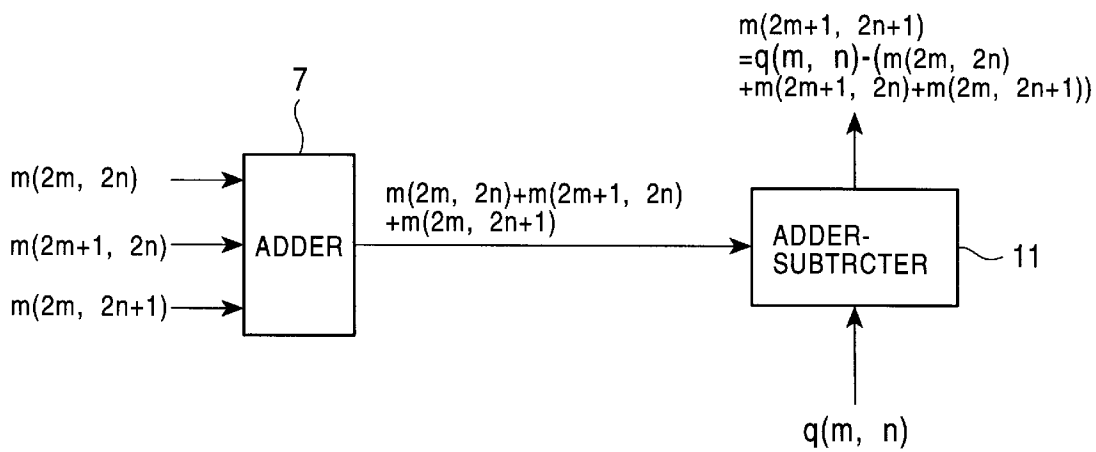 m(2m+1, 2n+1)
=q(m, n)-(m(2m, 2n)
+m(2m+1, 2n)+m(2m, 2n+1))
7
m(2m, 2n)
m(2m+1, 2n)
m(2m, 2n+1)
ADDER
m(2m, 2n)+m(2m+1, 2n)
+m(2m, 2n+1)
ADDER-
SUBTRCTER
11
q(m, n)